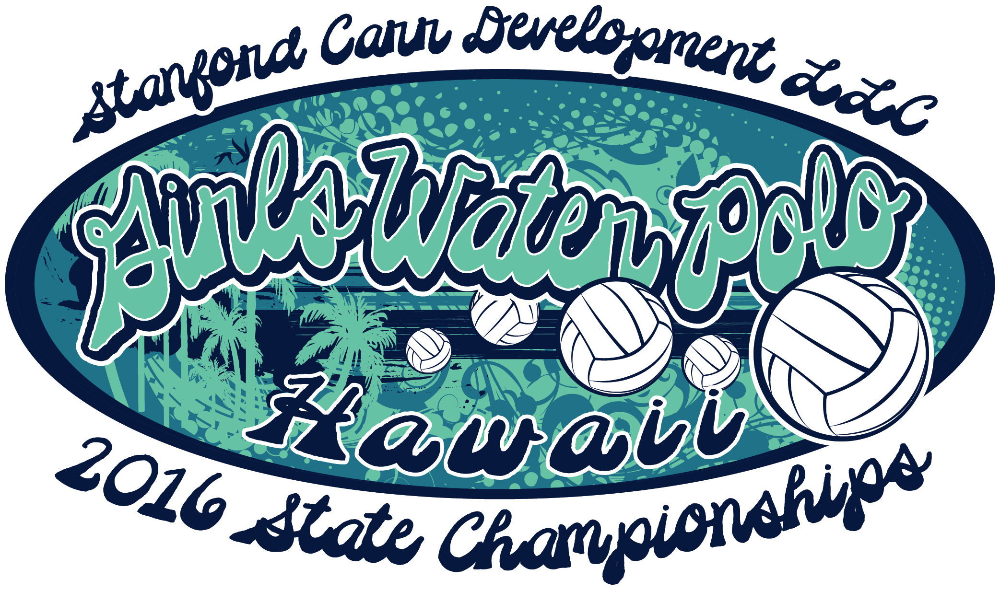 Stanford Carr Development LLC
Girls Water Polo
Hawaii
2016 State Championships